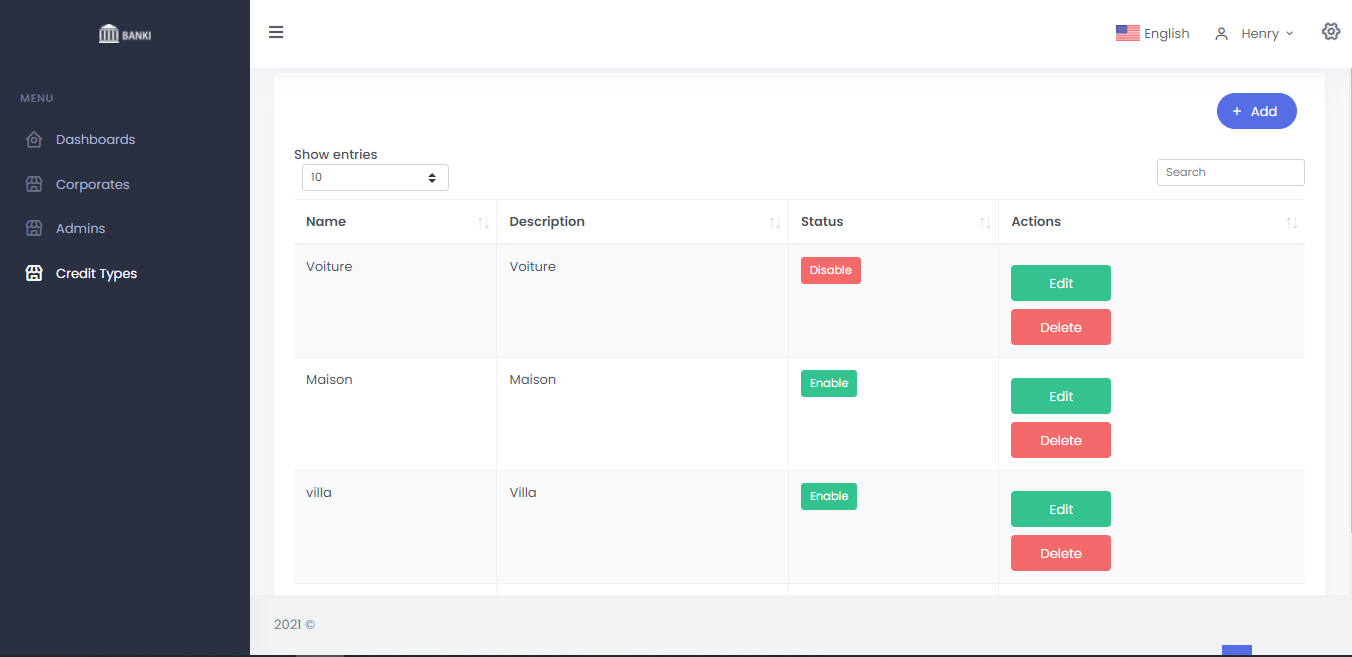 BANKI
English
Henry
MENU
Dashboards
Corporates
Admins
Credit Types
+ Add
Show entries
10
Search
Name Description Status Actions
Voiture Voiture Disable Edit
Delete
Maison Maison Enable Edit
Delete
villa Villa Enable Edit
Delete
2021 ©